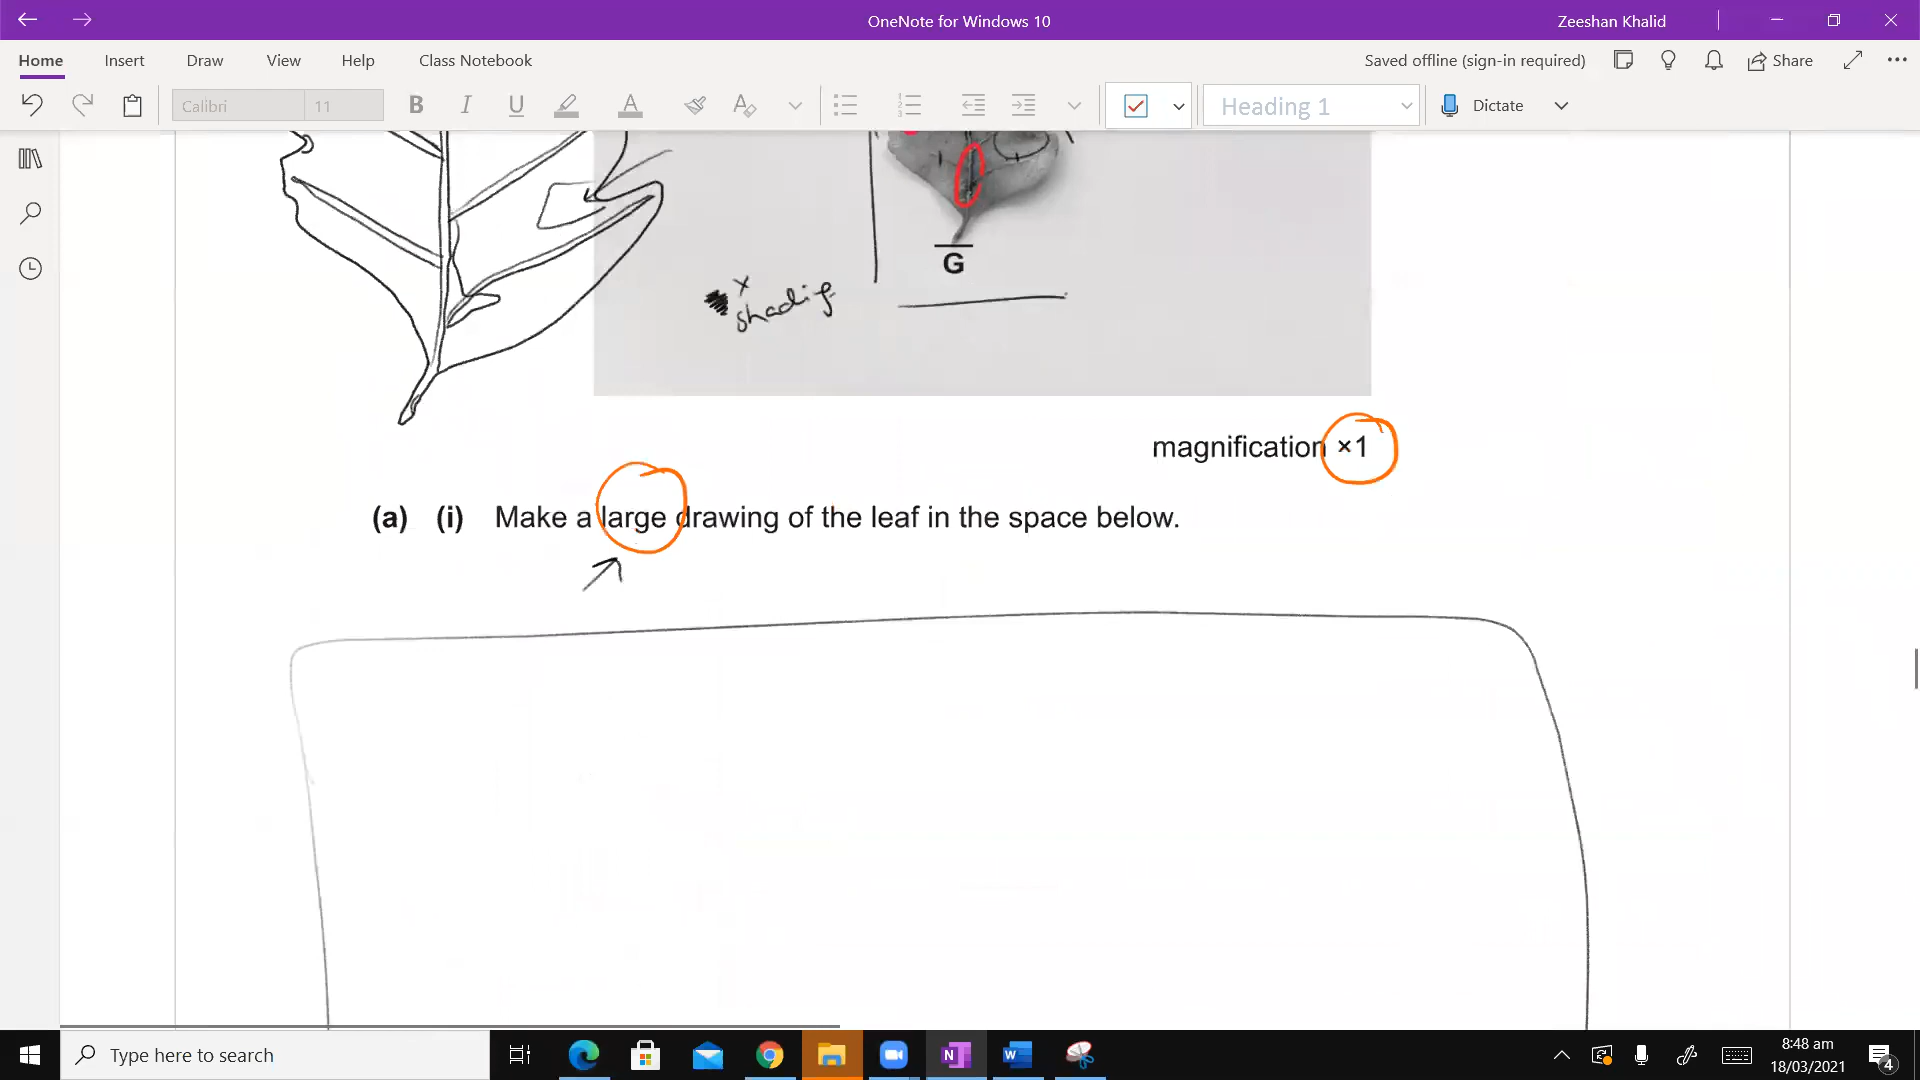 OneNote for Windows 10
Zeeshan Khalid
Home Insert Draw View Help Class Notebook
Saved offline (sign-in required)
Share
Calibri 11
B I U A
Heading 1
Dictate
G
x
shading
magnification ×1
(a) (i) Make a large drawing of the leaf in the space below.
Type here to search
8:48 am
18/03/2021
4